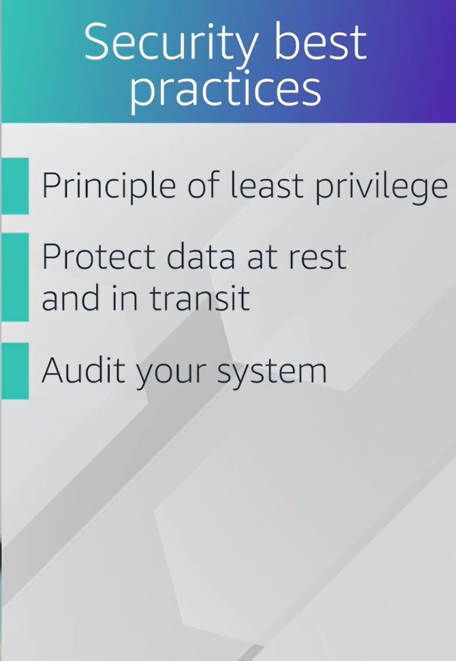 Security best
practices
Principle of least privilege
Protect data at rest
and in transit
Audit your system